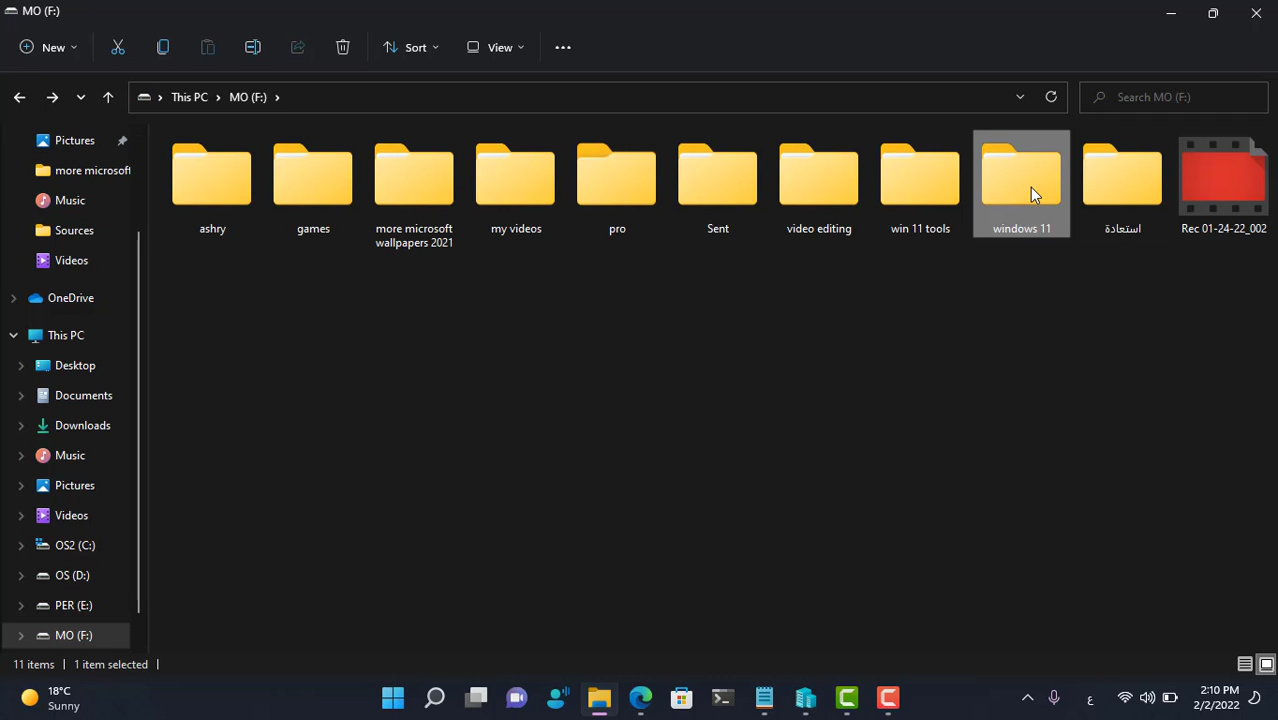 MO (F:)
New
Sort
View
This PC
MO (F:)
Search MO (F:)
Pictures
more microsoft
Music
Sources
Videos
OneDrive
This PC
Desktop
Documents
Downloads
Music
Pictures
Videos
OS2 (C:)
OS (D:)
PER (E:)
MO (F:)
ashry
games
more microsoft
wallpapers 2021
my videos
pro
Sent
video editing
win 11 tools
windows 11
استعادة
Rec 01-24-22_002
11 items
1 item selected
18°C
Sunny
ع
2:10 PM
2/2/2022